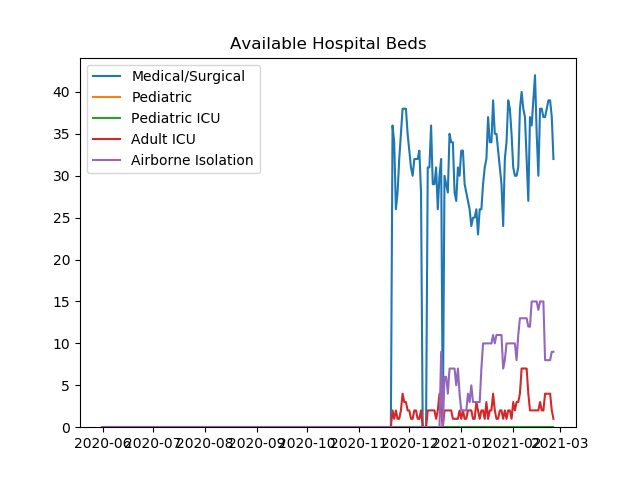 Available Hospital Beds
Medical/Surgical
Pediatric
Pediatric ICU
Adult ICU
Airborne Isolation
40
35
30
25
20
15
10
5
0
2020-06 2020-07 2020-08 2020-09 2020-10 2020-11 2020-12 2021-01 2021-02 2021-03